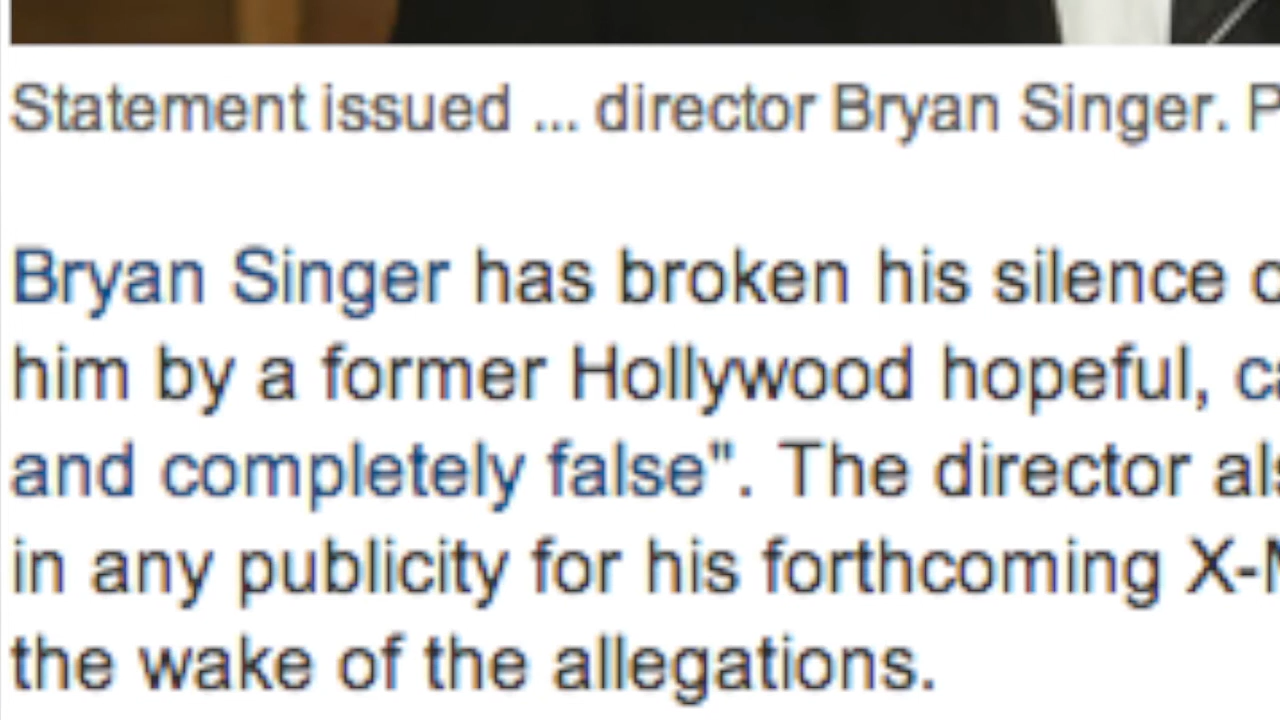 Statement issued ... director Bryan Singer.
Bryan Singer has broken his silence
him by a former Hollywood hopeful,
and completely false". The director
in any publicity for his forthcoming
the wake of the allegations.